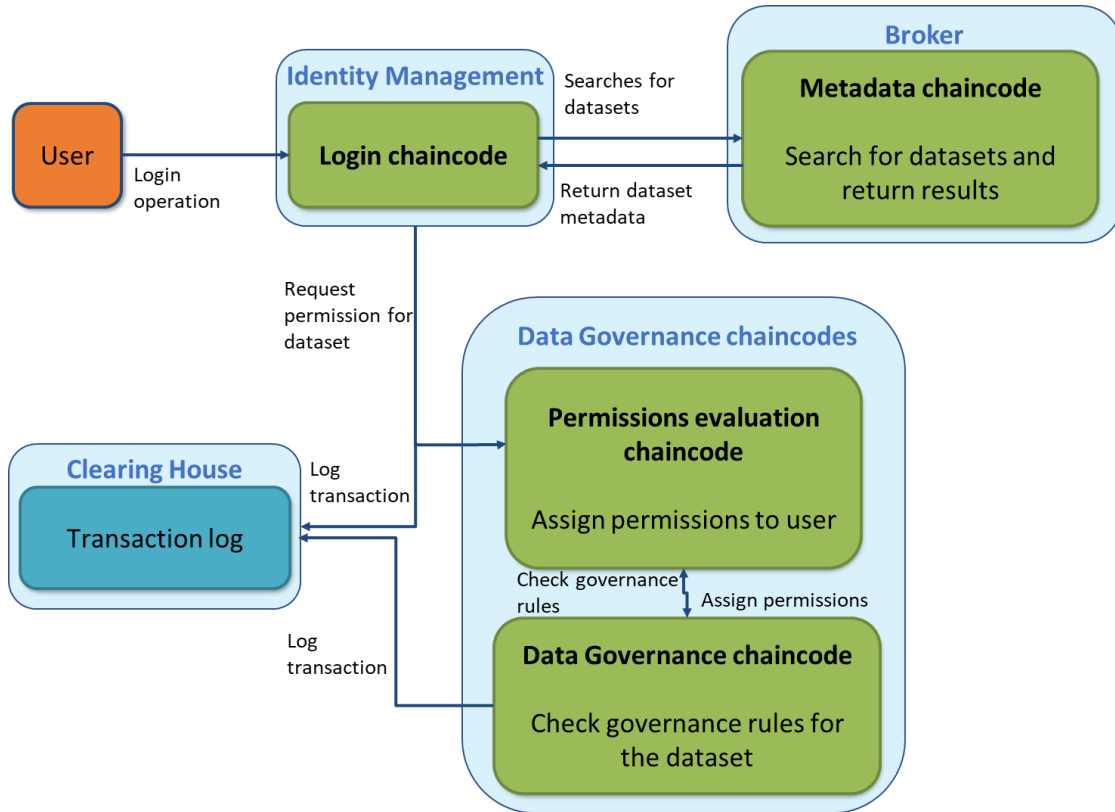 User
Login
operation
Identity Management
Login chaincode
Searches for
datasets
Return dataset
metadata
Broker
Metadada chaincode
Search for datasets and
return results
Request
permission for
dataset
Data Governance chaincodes
Permissions evaluation
chaincode
Assign permissions to user
Clearing House
Transaction log
Log
transaction
Check governance
rules
Assign permissions
Log
transaction
Data Governance chaincode
Check governance rules for
the dataset